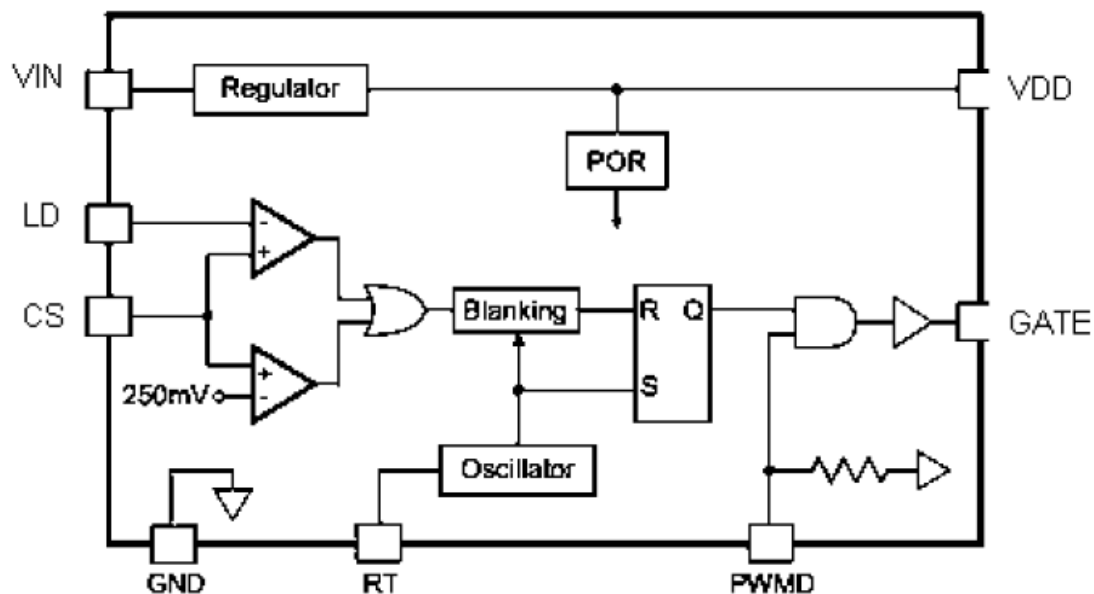 VIN
Regulator
VDD
POR
LD
-
+
CS
Blanking
R Q
GATE
+
250mV
-
S
Oscillator
GND
RT
PWMD